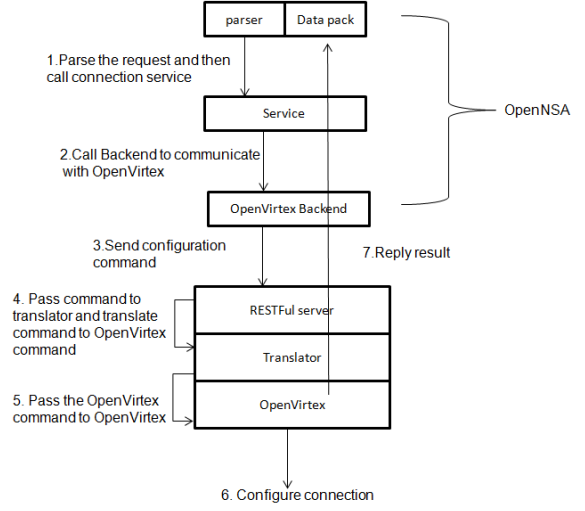 parser
Data pack
1.Parse the request and then
call connection service
Service
OpenNSA
2.Call Backend to communicate
with OpenVirtex
OpenVirtex Backend
3.Send configuration
command
7.Reply result
4. Pass command to
translator and translate
command to OpenVirtex
command
RESTFul server
Translator
5. Pass the OpenVirtex
command to OpenVirtex
OpenVirtex
6. Configure connection